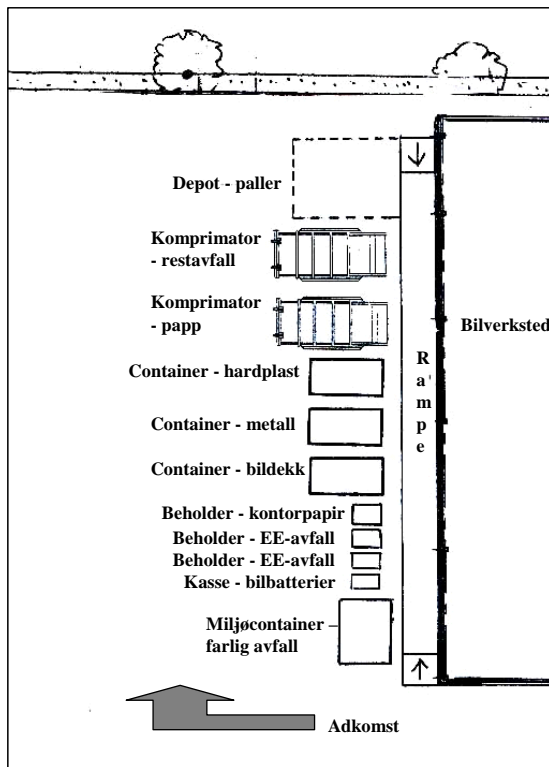 Depot - paller
Komprimator
- restavfall
Komprimator
- papp
Bilverksted
Container - hardplast
Rampe
Container - metall
Container - bildekk
Beholder - kontorpapir
Beholder - EE-avfall
Beholder - EE-avfall
Kasse - bilbatterier
Miljøcontainer -
farlig avfall
Adkomst